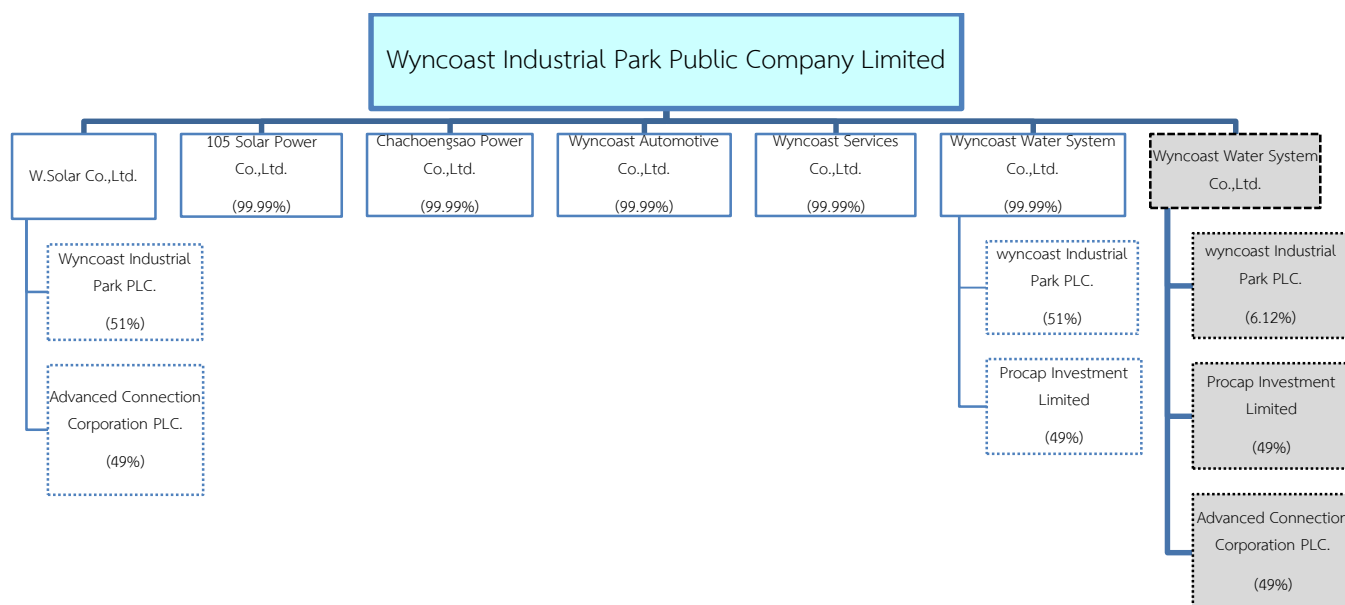 Wyncoast Industrial Park Public Company Limited
W.Solar Co.,Ltd.
105 Solar Power
Co.,Ltd.
(99.99%)
Chachoengsao Power
Co.,Ltd.
(99.99%)
Wyncoast Automotive
Co.,Ltd.
(99.99%)
Wyncoast Services
Co.,Ltd.
(99.99%)
Wyncoast Water System
Co.,Ltd.
(99.99%)
Wyncoast Water System
Co.,Ltd.
Wyncoast Industrial
Park PLC.
(51%)
Advanced Connection
Corporation PLC.
(49%)
wyncoast Industrial
Park PLC.
(51%)
Procap Investment
Limited
(49%)
wyncoast Industrial
Park PLC.
(6.12%)
Procap Investment
Limited
(49%)
Advanced Connection
Corporation PLC.
(49%)